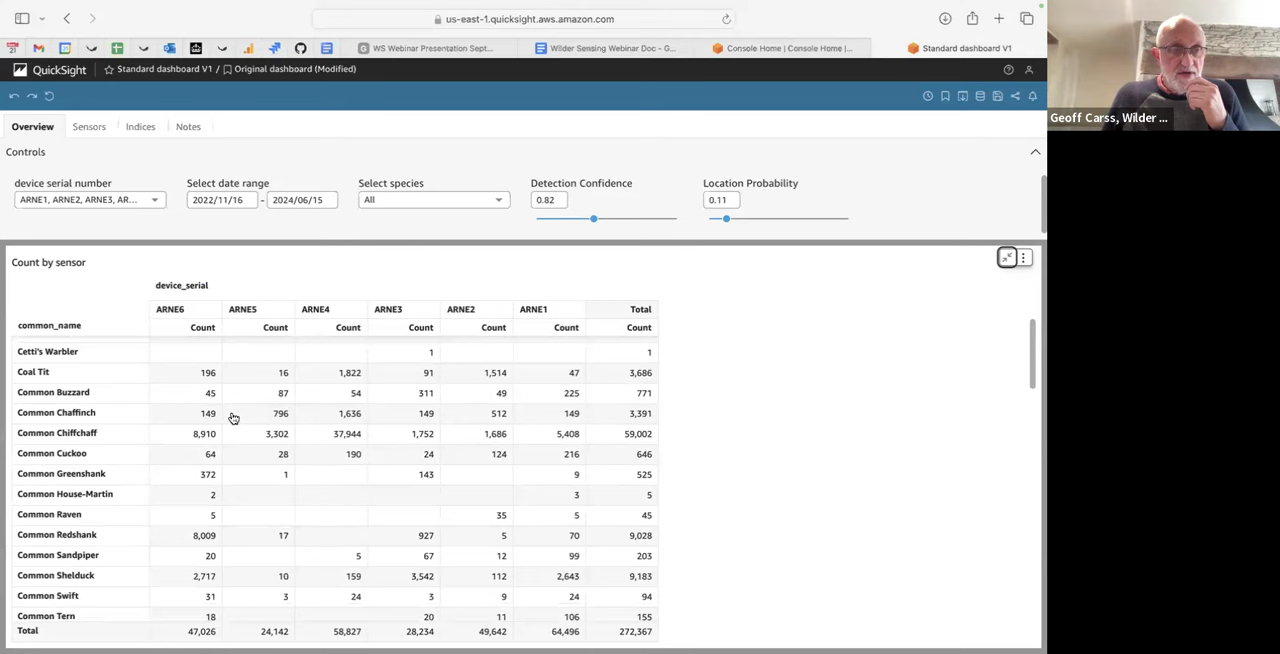 us-east-1.quicksight.aws.amazon.com
WS Webinar Presentation Sept...
Wilder Sensing Webinar Doc - G...
Console Home | Console Home |...
Standard dashboard V1
QuickSight
Standard dashboard V1 / Original dashboard (Modified)
Overview Sensors Indices Notes
Controls
device serial number Select date range Select species Detection Confidence Location Probability
ARNE1, ARNE2, ARNE3, AR... 2022/11/16 - 2024/06/15 All 0.82 0.11
Count by sensor
device_serial
ARNE6 ARNE5 ARNE4 ARNE3 ARNE2 ARNE1 Total
common_name Count Count Count Count Count Count Count
Cetti's Warbler 1 1
Coal Tit 196 16 1,822 91 1,514 47 3,686
Common Buzzard 45 87 54 311 49 225 771
Common Chaffinch 149 796 1,636 149 512 149 3,391
Common Chiffchaff 8,910 3,302 37,944 1,752 1,686 5,408 59,002
Common Cuckoo 64 28 190 24 124 216 646
Common Greenshank 372 1 143 9 525
Common House-Martin 2 3 5
Common Raven 5 35 5 45
Common Redshank 8,009 17 927 5 70 9,028
Common Sandpiper 20 5 67 12 99 203
Common Shelduck 2,717 10 159 3,542 112 2,643 9,183
Common Swift 31 3 24 3 9 24 94
Common Tern 18 20 11 106 155
Total 47,026 24,142 58,827 28,234 49,642 64,496 272,367
Geoff Carss, Wilder ...